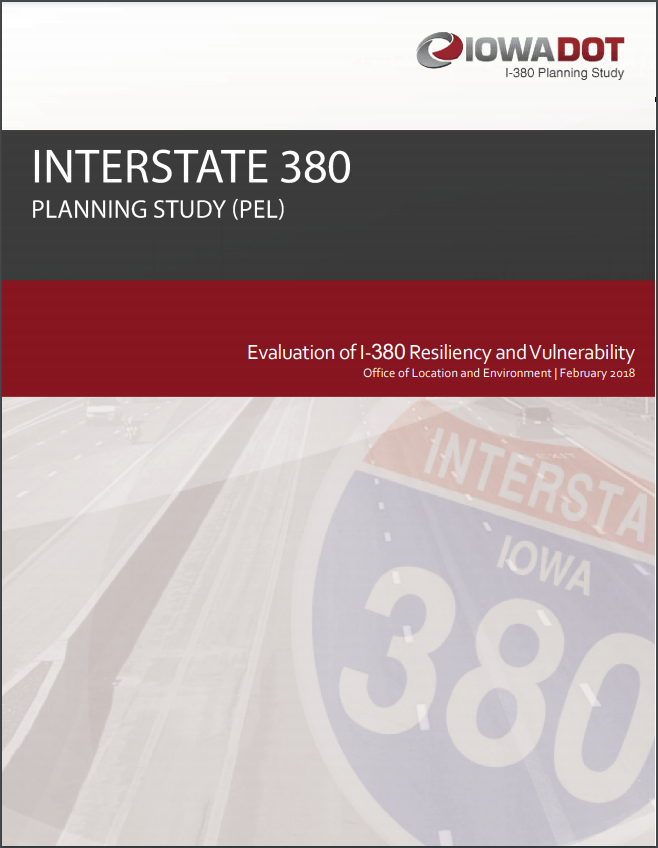 IOWADOT
I-380 Planning Study
INTERSTATE 380
PLANNING STUDY (PEL)
Evaluation of I-380 Resiliency and Vulnerability
Office of Location and Environment | February 2018
INTERSTA
IOWA
380